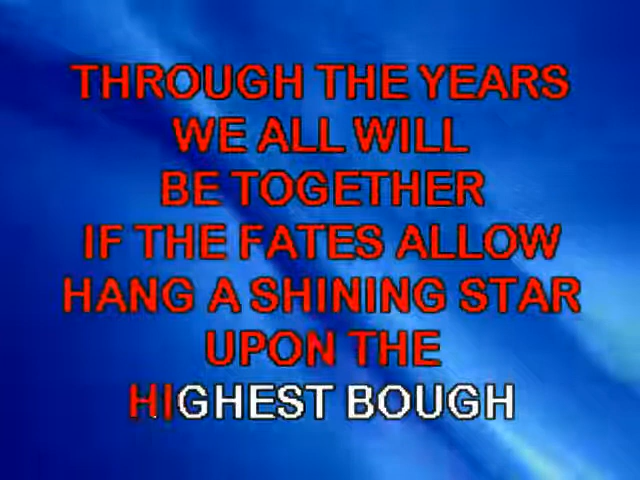 THROUGH THE YEARS
WE ALL WILL
BE TOGETHER
IF THE FATES ALLOW
HANG A SHINING STAR
UPON THE
HIGHEST BOUGH